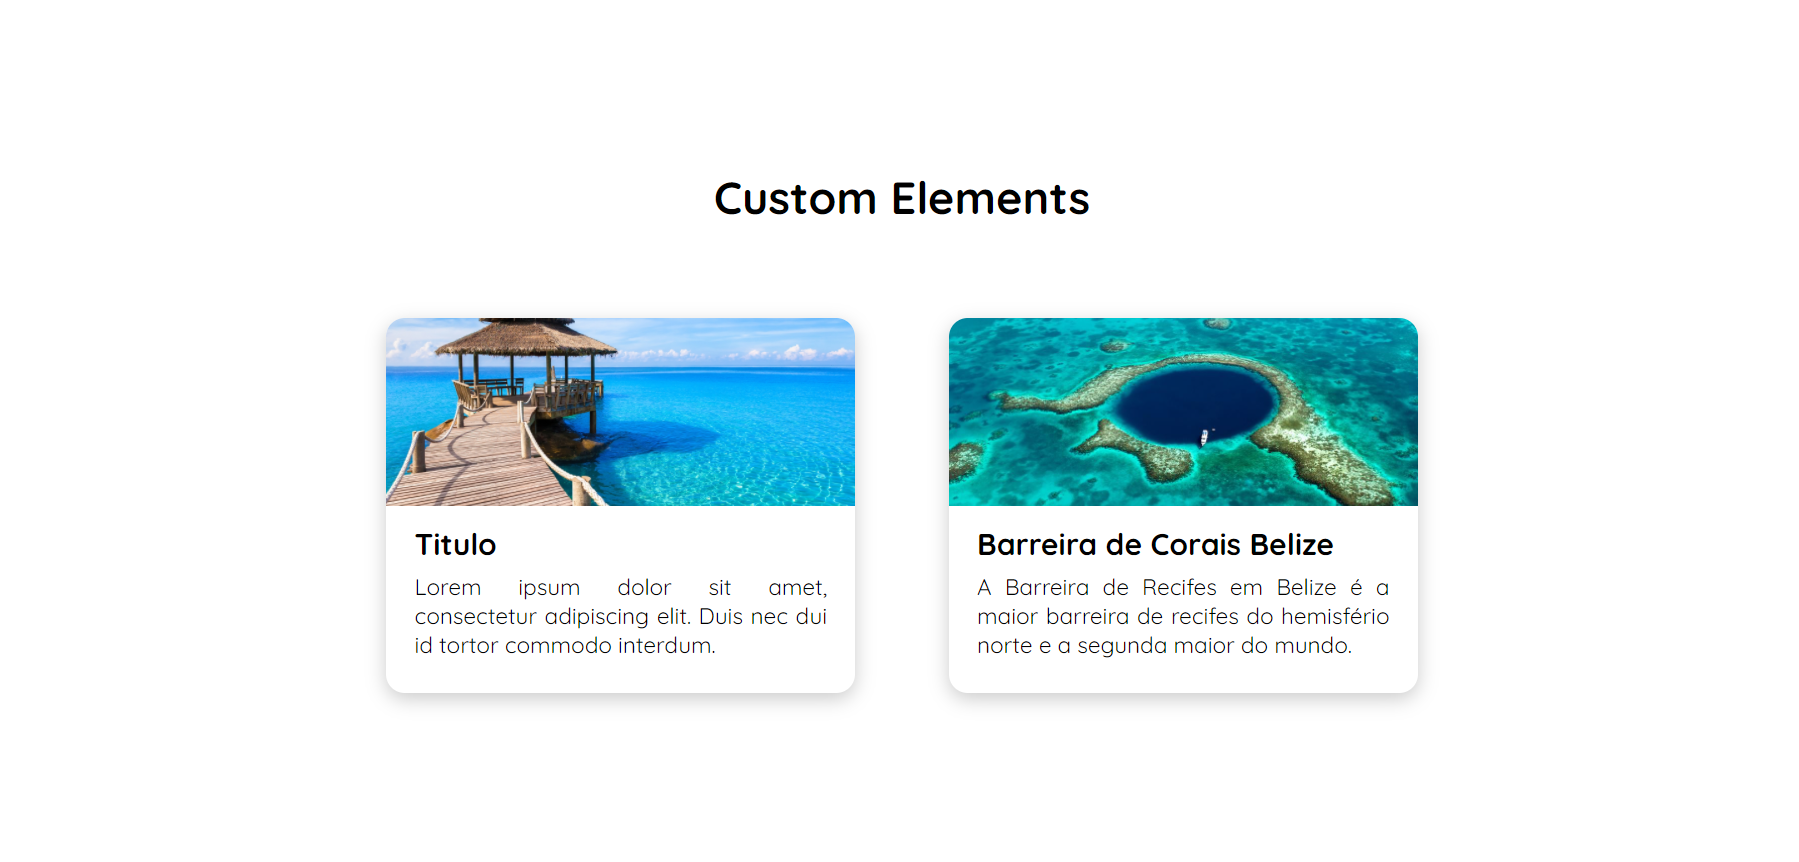 Custom Elements
Titulo
Lorem ipsum dolor sit amet,
consectetur adipiscing elit. Duis nec dui
id tortor commodo interdum.
Barreira de Corais Belize
A Barreira de Recifes em Belize é a
maior barreira de recifes do hemisfério
norte e a segunda maior do mundo.